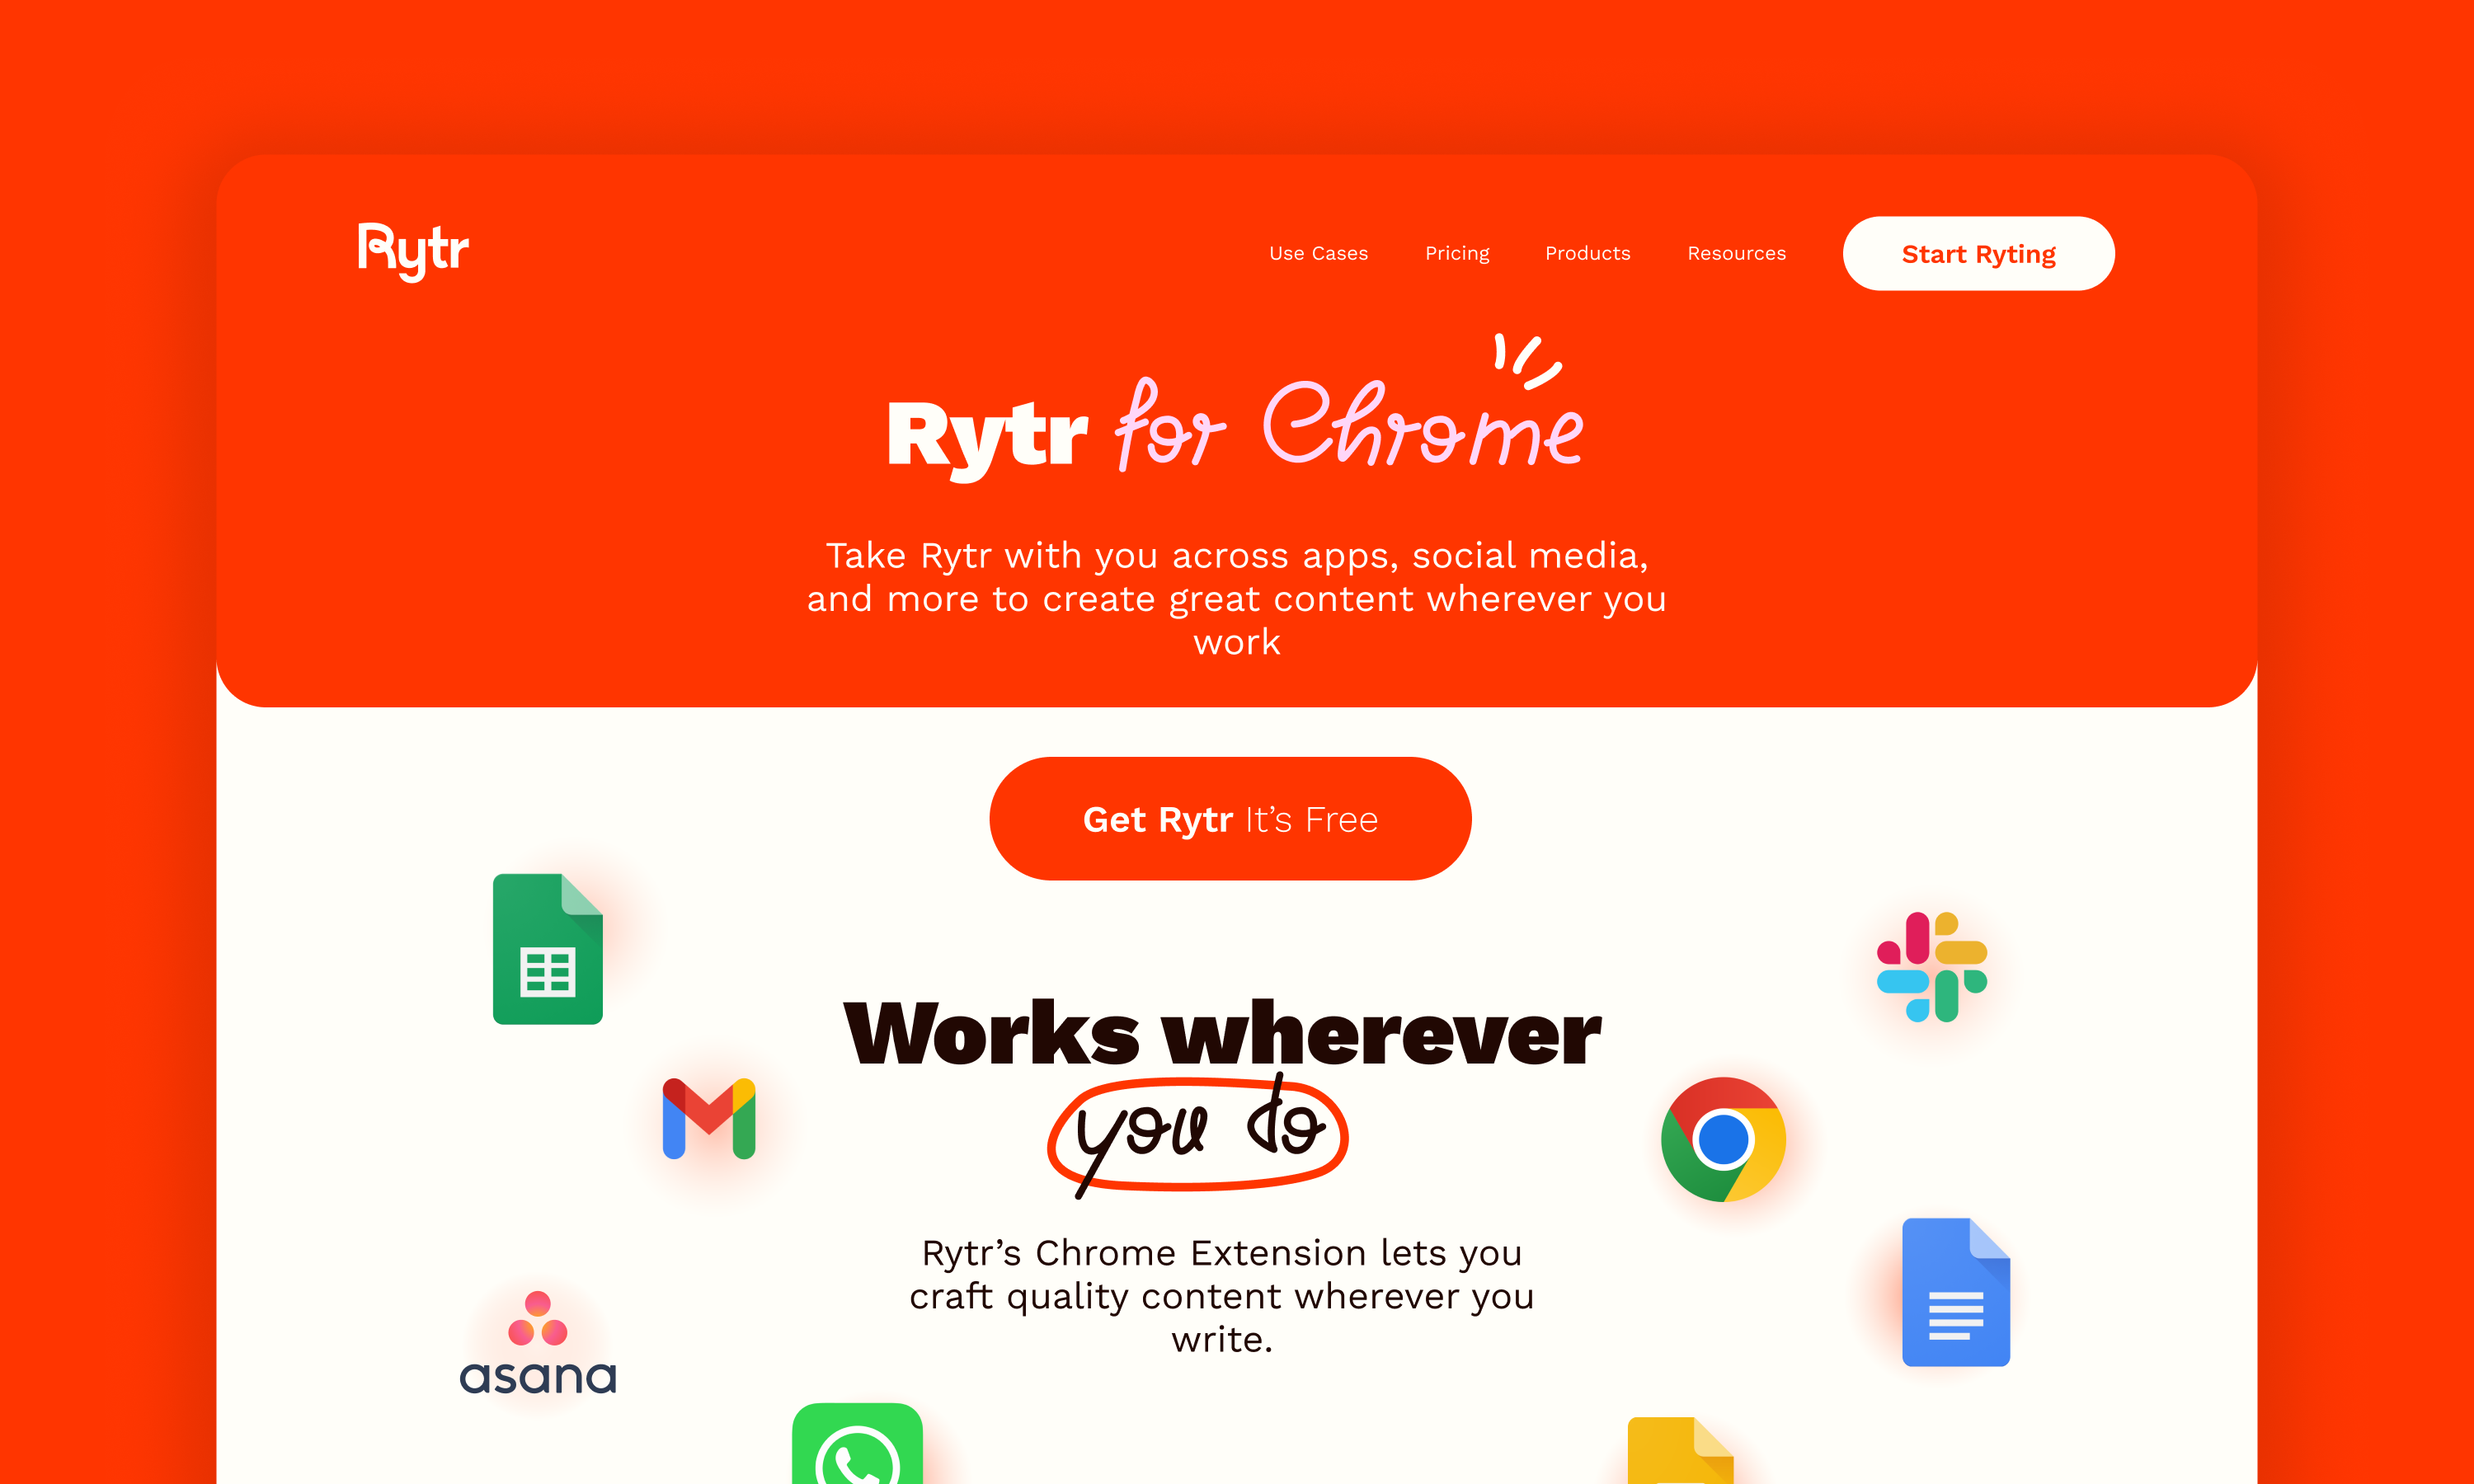 Rytr
Use Cases
Pricing
Products
Resources
Start Ryting
Rytr for Chrome
Take Rytr with you across apps, social media,
and more to create great content wherever you
work
Get Rytr It’s Free
Works wherever
you do
Rytr’s Chrome Extension lets you
craft quality content wherever you
write.
asana